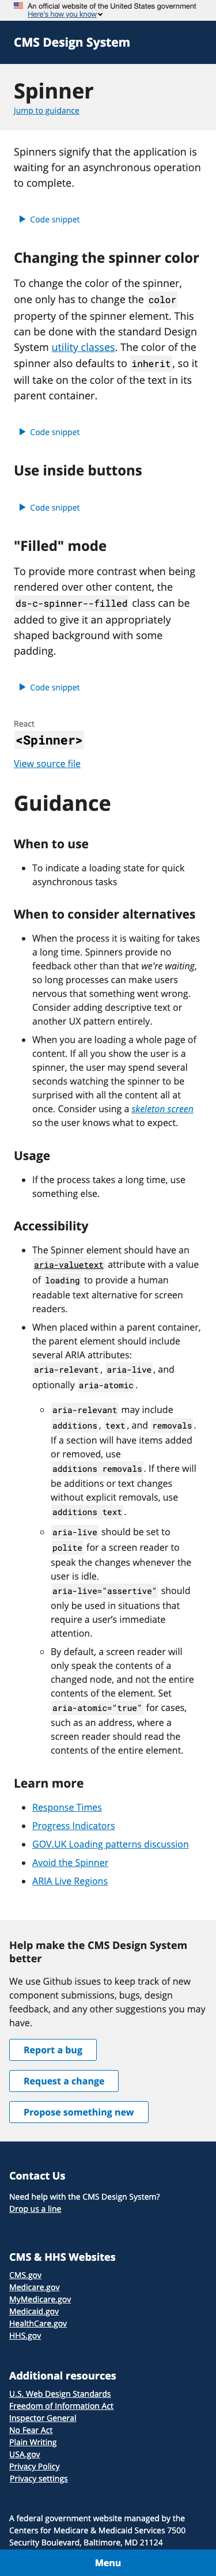 An official website of the United States government
Here's how you know
CMS Design System
Spinner
Jump to guidance
Spinners signify that the application is
waiting for an asynchronous operation
to complete.
Code snippet
Changing the spinner color
To change the color of the spinner,
one only has to change the color
property of the spinner element. This
can be done with the standard Design
System utility classes. The color of the
spinner also defaults to inherit, so it
will take on the color of the text in its
parent container.
Code snippet
Use inside buttons
Code snippet
"Filled" mode
To provide more contrast when being
rendered over other content, the
ds-c-spinner--filled class can be
added to give it an appropriately
shaped background with some
padding.
Code snippet
React
<Spinner>
View source file
Guidance
When to use
• To indicate a loading state for quick
asynchronous tasks
When to consider alternatives
• When the process it is waiting for takes
a long time. Spinners provide no
feedback other than that we're waiting,
so long processes can make users
nervous that something went wrong.
Consider adding descriptive text or
another UX pattern entirely.
• When you are loading a whole page of
content. If all you show the user is a
spinner, the user may spend several
seconds watching the spinner to be
surprised with all the content all at
once. Consider using a skeleton screen
so the user knows what to expect.
Usage
• If the process takes a long time, use
something else.
Accessibility
• The Spinner element should have an
aria-valuetext attribute with a value
of loading to provide a human
readable text alternative for screen
readers.
• When placed within a parent container,
the parent element should include
several ARIA attributes:
aria-relevant, aria-live, and
optionally aria-atomic.
◦ aria-relevant may include
additions, text, and removals.
If a section will have items added
or removed, use
additions removals. If there will
be additions or text changes
without explicit removals, use
additions text.
◦ aria-live should be set to
polite for a screen reader to
speak the changes whenever the
user is idle.
aria-live="assertive" should
only be used in situations that
require a user's immediate
attention.
◦ By default, a screen reader will
only speak the contents of a
changed node, and not the entire
contents of the element. Set
aria-atomic="true" for cases,
such as an address, where a
screen reader should read the
contents of the entire element.
Learn more
• Response Times
• Progress Indicators
• GOV.UK Loading patterns discussion
• Avoid the Spinner
• ARIA Live Regions
Help make the CMS Design System
better
We use Github issues to keep track of new
component submissions, bugs, design
feedback, and any other suggestions you may
have.
Report a bug
Request a change
Propose something new
Contact Us
Need help with the CMS Design System?
Drop us a line
CMS & HHS Websites
CMS.gov
Medicare.gov
MyMedicare.gov
Medicaid.gov
HealthCare.gov
HHS.gov
Additional resources
U.S. Web Design Standards
Freedom of Information Act
Inspector General
No Fear Act
Plain Writing
USA.gov
Privacy Policy
Privacy settings
A federal government website managed by the
Centers for Medicare & Medicaid Services 7500
Security Boulevard, Baltimore, MD 21124
Menu